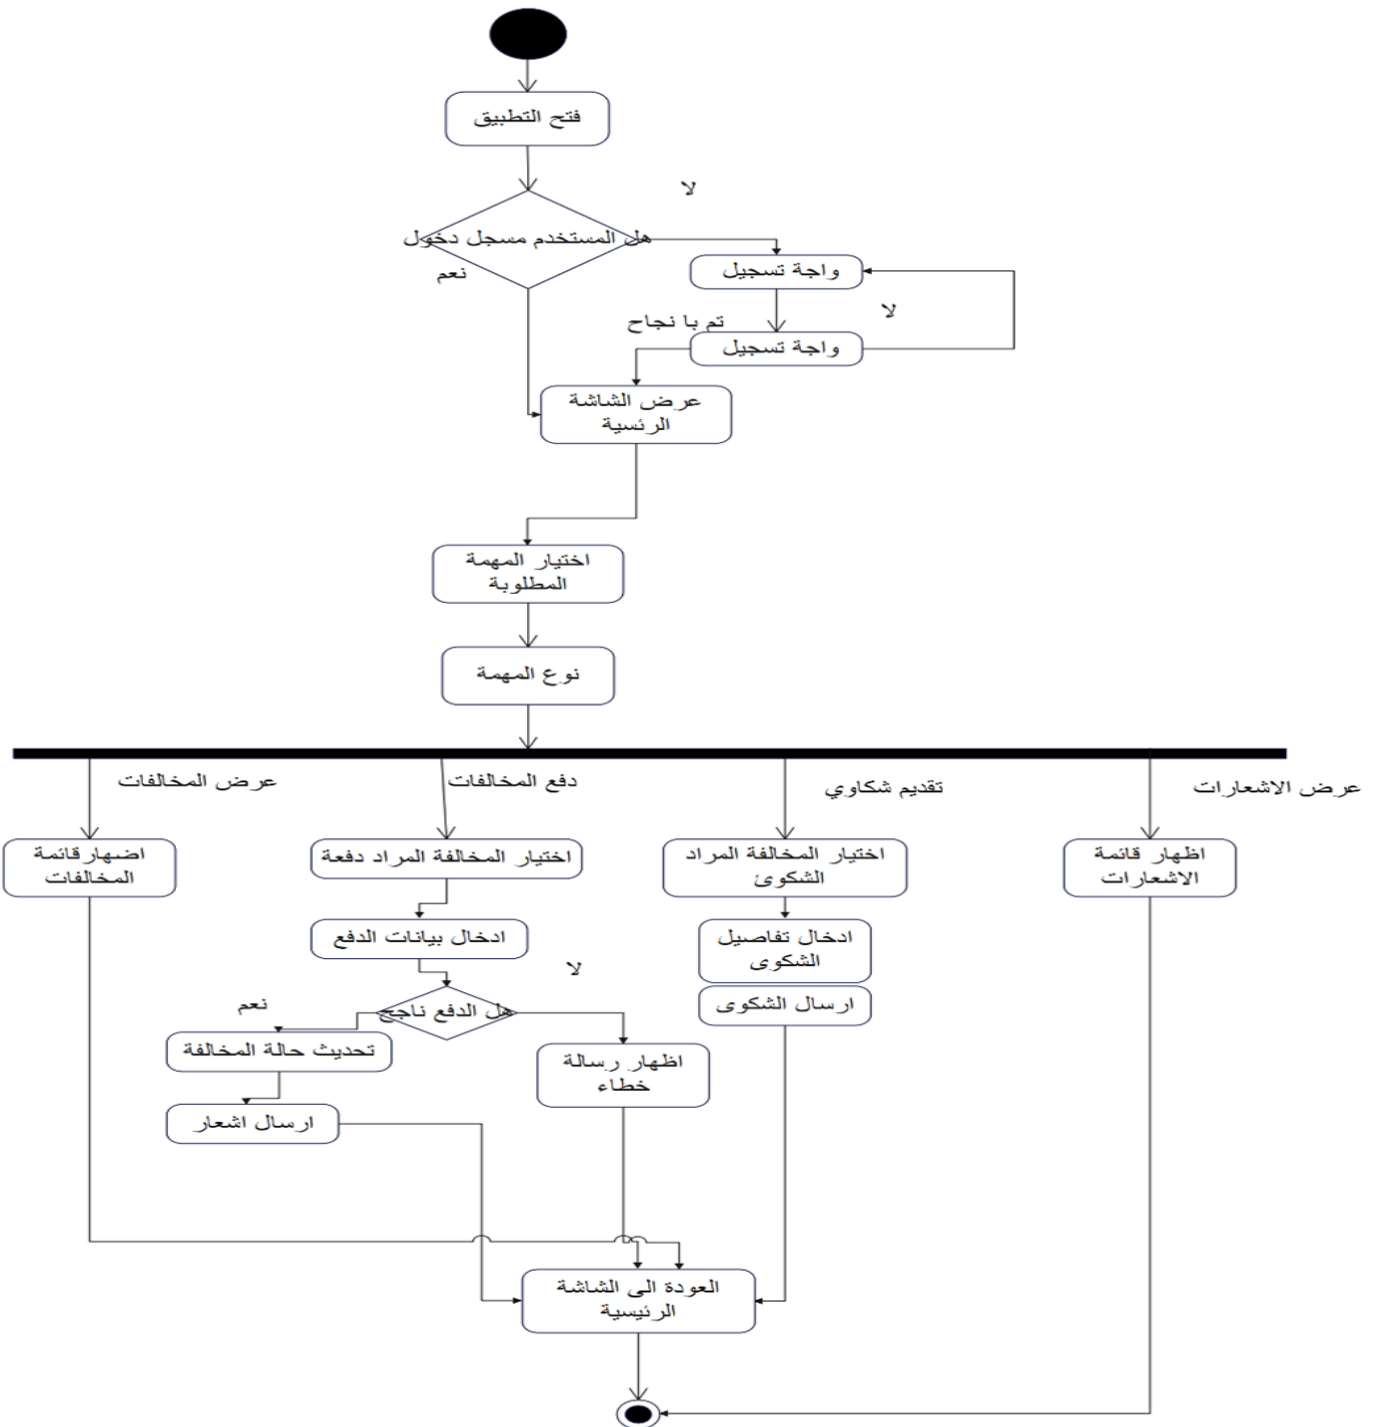 فتح التطبيق
لا
هل المستخدم مسجل دخول
نعم
واجة تسجيل
لا
تم با نجاح
واجة تسجيل
عرض الشاشة
الرئسية
اختيار المهمة
المطلوبة
نوع المهمة
عرض المخالفات
دفع المخالفات
تقديم شكاوي
عرض الاشعارات
اضهارقائمة
المخالفات
اختيار المخالفة المراد دفعة
اختيار المخالفة المراد
الشكوئ
اظهار قائمة
الاشعارات
ادخال بيانات الدفع
ادخال تفاصيل
الشكوى
لا
نعم
هل الدفع ناجح
ارسال الشكوى
تحديث حالة المخالفة
اظهار رسالة
خطاء
ارسال اشعار
العودة الى الشاشة
الرئيسية